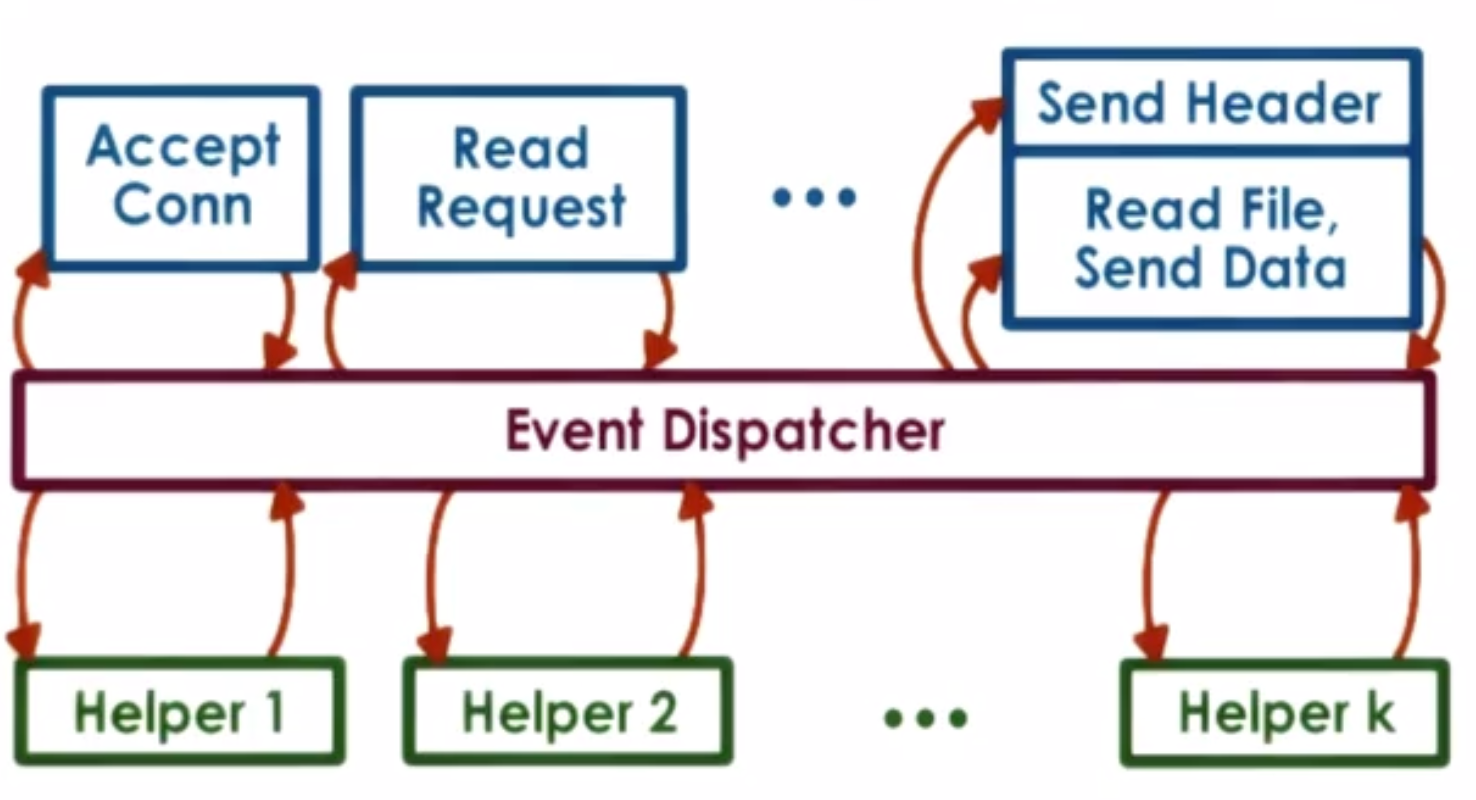 Accept
Conn
Read
Request
...
Send Header
Read File,
Send Data
Event Dispatcher
Helper 1
Helper 2
...
Helper k